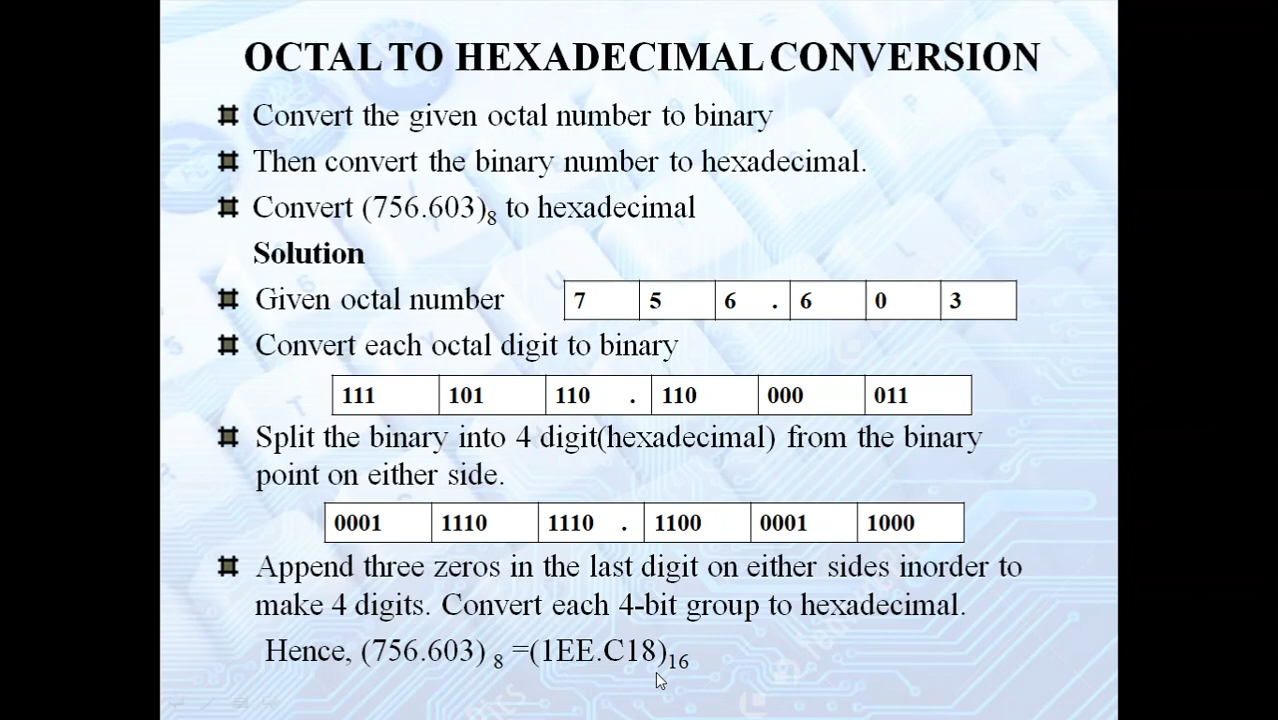 OCTAL TO HEXADECIMAL CONVERSION
Convert the given octal number to binary
Then convert the binary number to hexadecimal.
Convert (756.603)8 to hexadecimal
Solution
Given octal number 7 5 6 . 6 0 3
Convert each octal digit to binary
111 101 110 . 110 000 011
Split the binary into 4 digit(hexadecimal) from the binary
point on either side.
0001 1110 1110 . 1100 0001 1000
Append three zeros in the last digit on either sides inorder to
make 4 digits. Convert each 4-bit group to hexadecimal.
Hence, (756.603) 8 =(1EE.C18)16